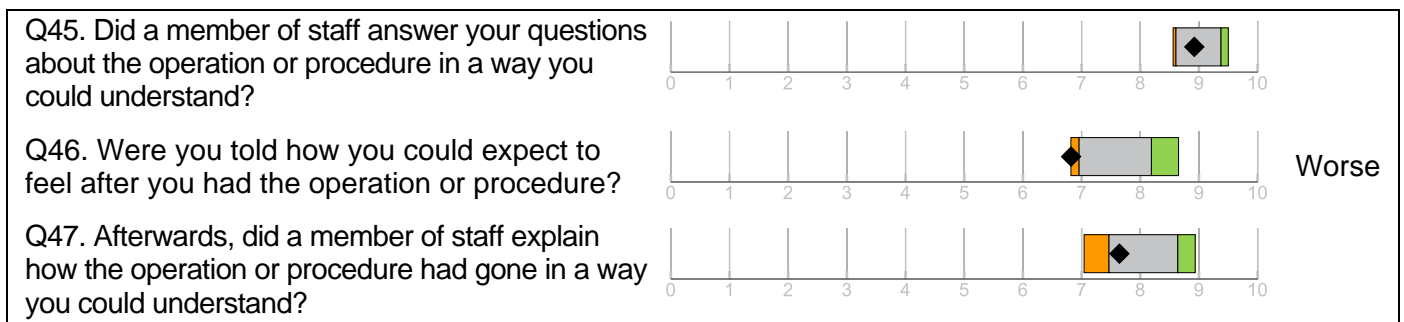 Q45. Did a member of staff answer your questions
about the operation or procedure in a way you
could understand?
0 1 2 3 4 5 6 7 8 9 10
Q46. Were you told how you could expect to
feel after you had the operation or procedure?
0 1 2 3 4 5 6 7 8 9 10
Worse
Q47. Afterwards, did a member of staff explain
how the operation or procedure had gone in a way
you could understand?
0 1 2 3 4 5 6 7 8 9 10